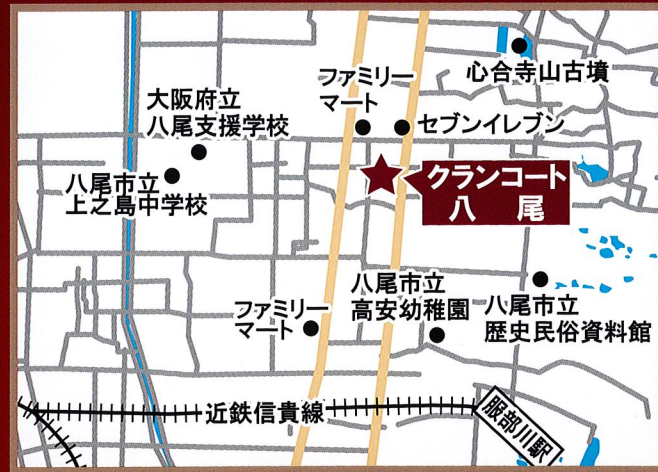 心合寺山古墳
ファミリー
マート
セブンイレブン
大阪府立
八尾支援学校
八尾市立
上之島中学校
クランコート
八　尾
八尾市立
高安幼稚園
八尾市立
歴史民俗資料館
ファミリー
マート
近鉄信貴線
服部川駅